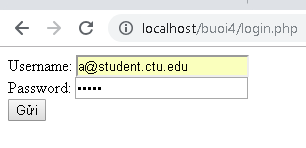 localhost/buoi4/login.php
Username: a@student.ctu.edu
Password: •••••
Gửi